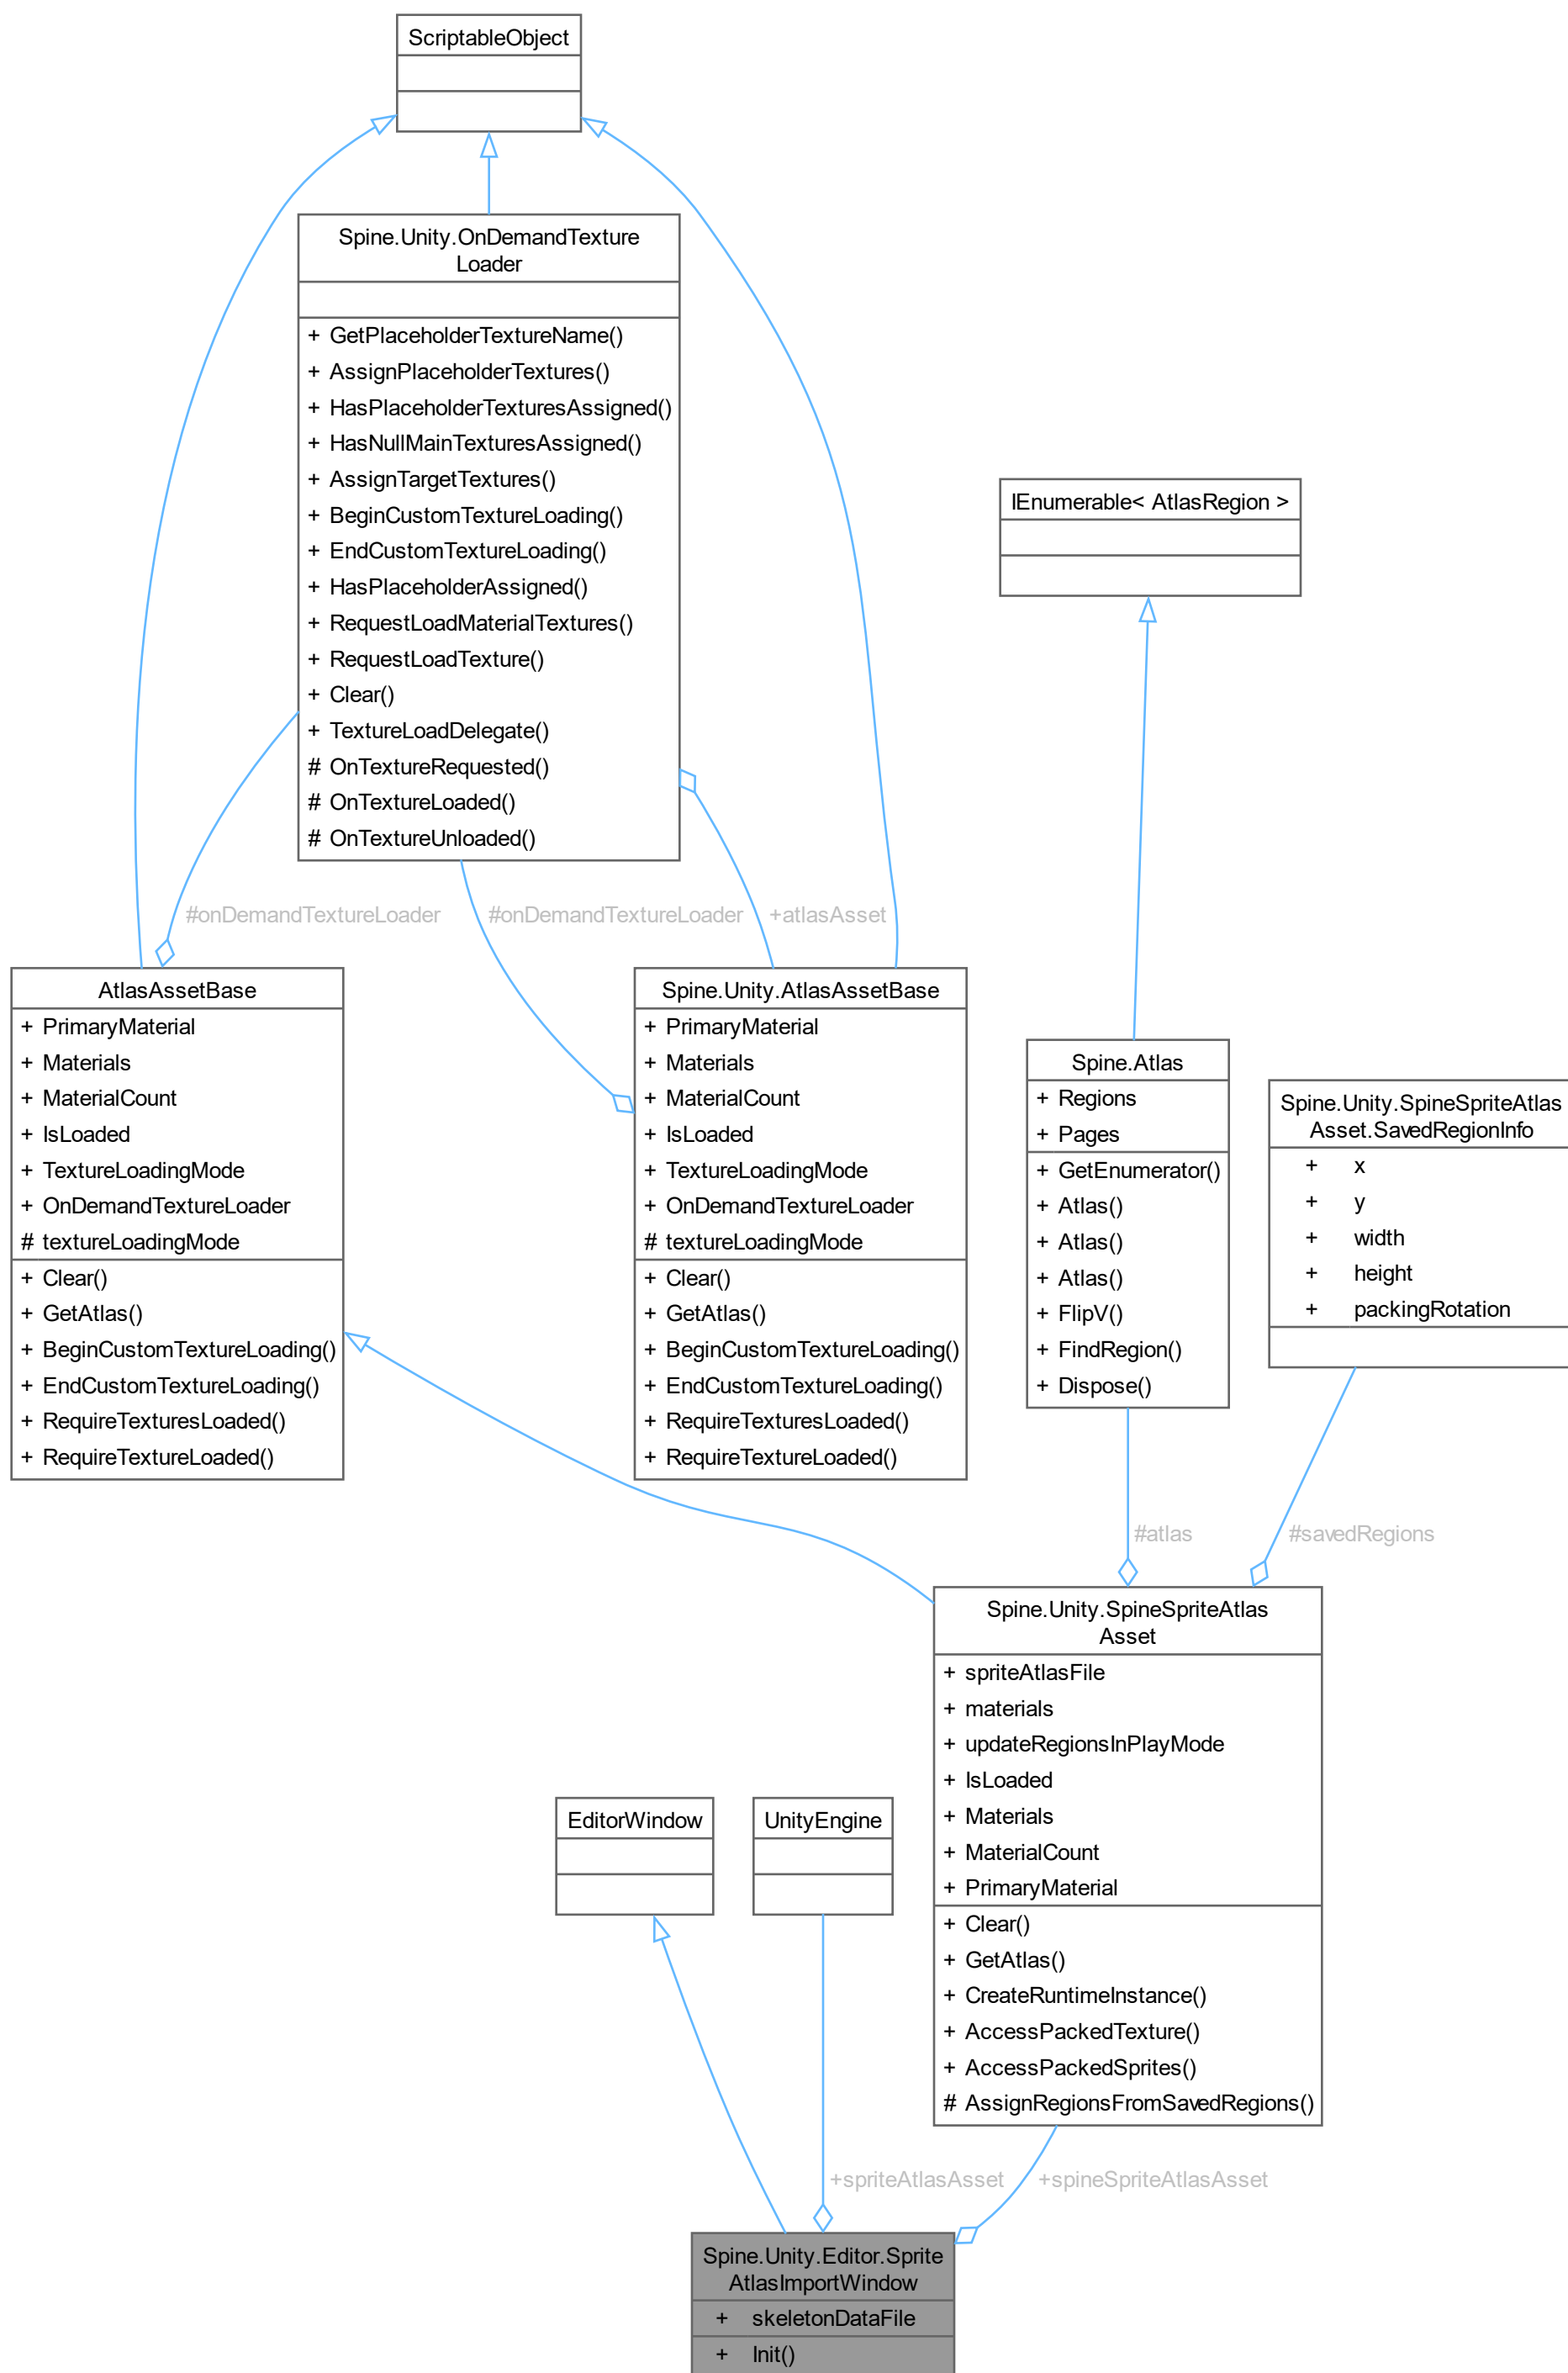 ScriptableObject
Spine.Unity.OnDemandTexture
Loader
+ GetPlaceholderTextureName()
+ AssignPlaceholderTextures()
+ HasPlaceholderTexturesAssigned()
+ HasNullMainTexturesAssigned()
+ AssignTargetTextures()
+ BeginCustomTextureLoading()
+ EndCustomTextureLoading()
+ HasPlaceholderAssigned()
+ RequestLoadMaterialTextures()
+ RequestLoadTexture()
+ Clear()
+ TextureLoadDelegate()
# OnTextureRequested()
# OnTextureLoaded()
# OnTextureUnloaded()
IEnumerable< AtlasRegion >
#onDemandTextureLoader
#onDemandTextureLoader
+atlasAsset
AtlasAssetBase
+ PrimaryMaterial
+ Materials
+ MaterialCount
+ IsLoaded
+ TextureLoadingMode
+ OnDemandTextureLoader
# textureLoadingMode
+ Clear()
+ GetAtlas()
+ BeginCustomTextureLoading()
+ EndCustomTextureLoading()
+ RequireTexturesLoaded()
+ RequireTextureLoaded()
Spine.Unity.AtlasAssetBase
+ PrimaryMaterial
+ Materials
+ MaterialCount
+ IsLoaded
+ TextureLoadingMode
+ OnDemandTextureLoader
# textureLoadingMode
+ Clear()
+ GetAtlas()
+ BeginCustomTextureLoading()
+ EndCustomTextureLoading()
+ RequireTexturesLoaded()
+ RequireTextureLoaded()
Spine.Atlas
+ Regions
+ Pages
+ GetEnumerator()
+ Atlas()
+ Atlas()
+ Atlas()
+ FlipV()
+ FindRegion()
+ Dispose()
Spine.Unity.SpineSpriteAtlas
Asset.SavedRegionInfo
+ x
+ y
+ width
+ height
+ packingRotation
#atlas
#savedRegions
Spine.Unity.SpineSpriteAtlas
Asset
+ spriteAtlasFile
+ materials
+ updateRegionsInPlayMode
+ IsLoaded
+ Materials
+ MaterialCount
+ PrimaryMaterial
+ Clear()
+ GetAtlas()
+ CreateRuntimeInstance()
+ AccessPackedTexture()
+ AccessPackedSprites()
# AssignRegionsFromSavedRegions()
EditorWindow
UnityEngine
+spriteAtlasAsset
+spineSpriteAtlasAsset
Spine.Unity.Editor.Sprite
AtlasImportWindow
+ skeletonDataFile
+ Init()